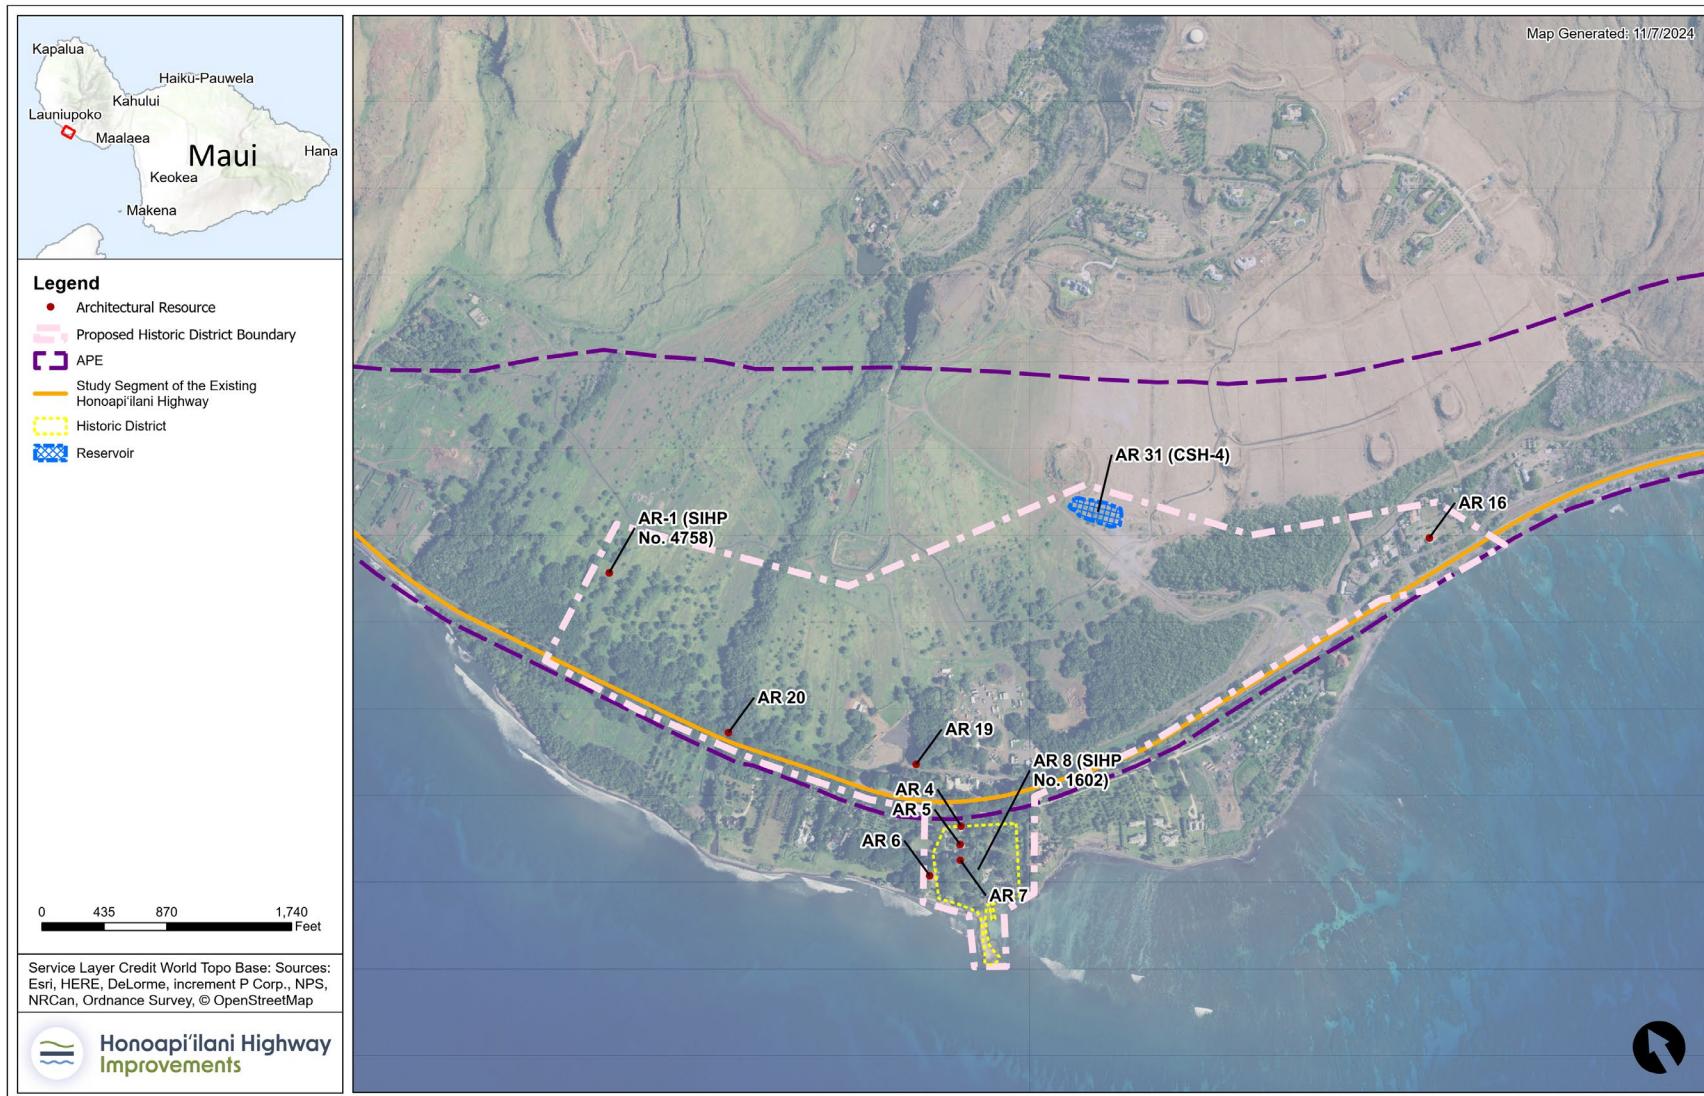 Kapalua
Haiku-Pauwela
Kahului
Launiupoko
Maalaea
Maui
Hana
Keokea
Makena
Legend
Architectural Resource
Proposed Historic District Boundary
APE
Study Segment of the Existing
Honoapiʻilani Highway
Historic District
Reservoir
0 435 870 1,740
Feet
Service Layer Credit World Topo Base: Sources:
Esri, HERE, DeLorme, increment P Corp., NPS,
NRCan, Ordnance Survey, © OpenStreetMap
Honoapiʻilani Highway
Improvements
Map Generated: 11/7/2024
AR 31 (CSH-4)
AR 16
AR-1 (SIHP
No. 4758)
AR 20
AR 19
AR 8 (SIHP
No. 1602)
AR 4
AR 5
AR 6
AR 7